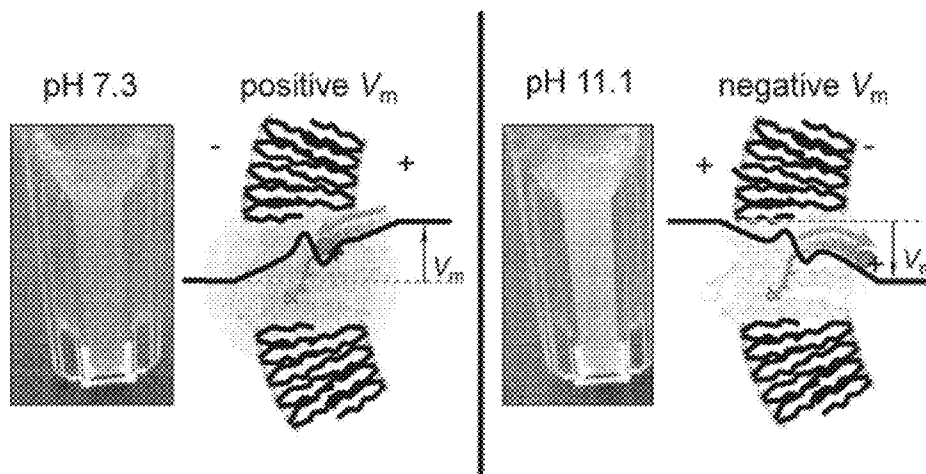 pH 7.3
positive Vm
-
+
Vm
pH 11.1
negative Vm
+
-
+
V